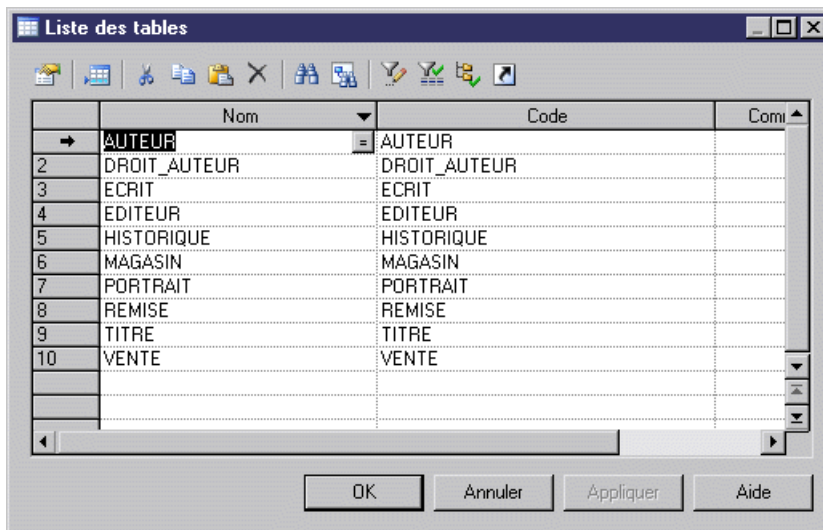 Liste des tables
Nom Code Com
AUTEUR = AUTEUR
2 DROIT_AUTEUR DROIT_AUTEUR
3 ECRIT ECRIT
4 EDITEUR EDITEUR
5 HISTORIQUE HISTORIQUE
6 MAGASIN MAGASIN
7 PORTRAIT PORTRAIT
8 REMISE REMISE
9 TITRE TITRE
10 VENTE VENTE
OK Annuler Appliquer Aide